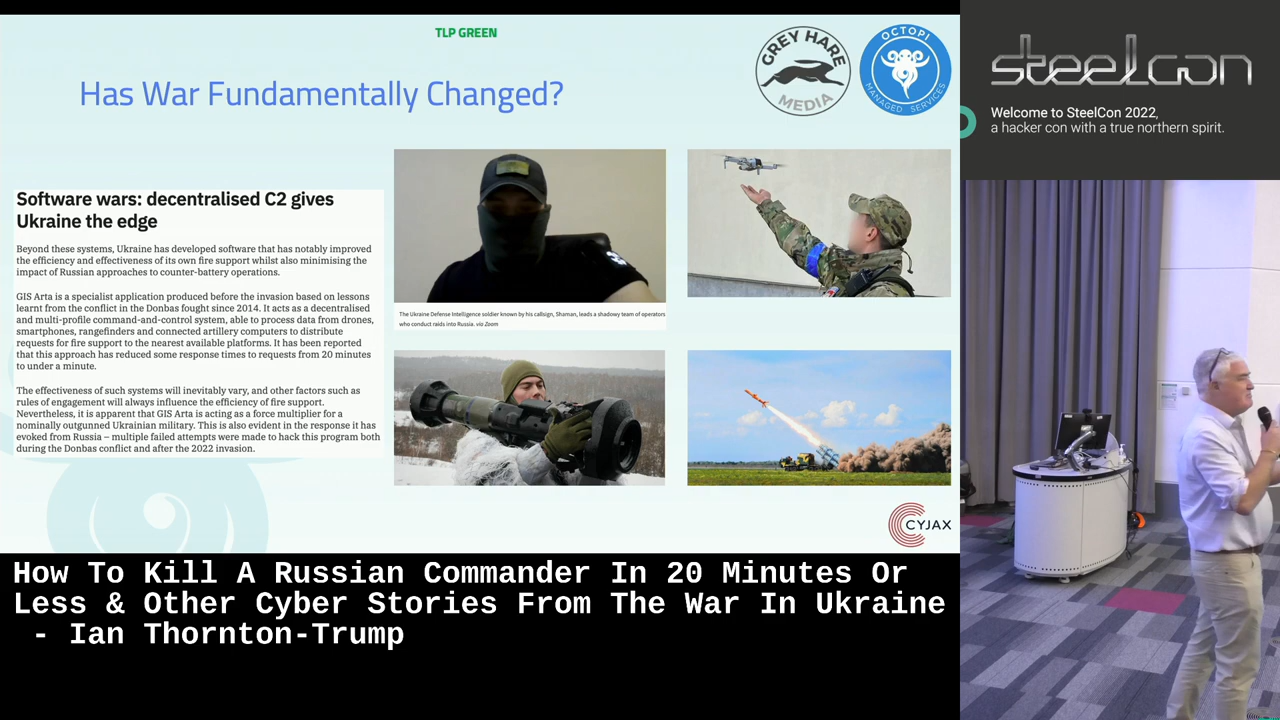 TLP GREEN
Has War Fundamentally Changed?
GREY HARE
MEDIA
OCTOPI
MANAGED SERVICES
Software wars: decentralised C2 gives
Ukraine the edge
Beyond these systems, Ukraine has developed software that has notably improved
the efficiency and effectiveness of its own fire support whilst also minimising the
impact of Russian approaches to counter-battery operations.
GIS Arta is a specialist application produced before the invasion based on lessons
learnt from the conflict in the Donbas fought since 2014. It acts as a decentralised
and multi-profile command-and-control system, able to process data from drones,
smartphones, rangefinders and connected artillery computers to distribute
requests for fire support to the nearest available platforms. It has been reported
that this approach has reduced some response times to requests from 20 minutes
to under a minute.
The effectiveness of such systems will inevitably vary, and other factors such as
rules of engagement will always influence the efficiency of fire support.
Nevertheless, it is apparent that GIS Arta is acting as a force multiplier for a
nominally outgunned Ukrainian military. This is also evident in the response it has
evoked from Russia – multiple failed attempts were made to hack this program both
during the Donbas conflict and after the 2022 invasion.
The Ukraine Defense Intelligence soldier known by his callsign, Shaman, leads a shadowy team of operators
who conduct raids into Russia. via Zoom
CYJAX
steelcon
Welcome to SteelCon 2022,
a hacker con with a true northern spirit.
How To Kill A Russian Commander In 20 Minutes Or
Less & Other Cyber Stories From The War In Ukraine
- Ian Thornton-Trump